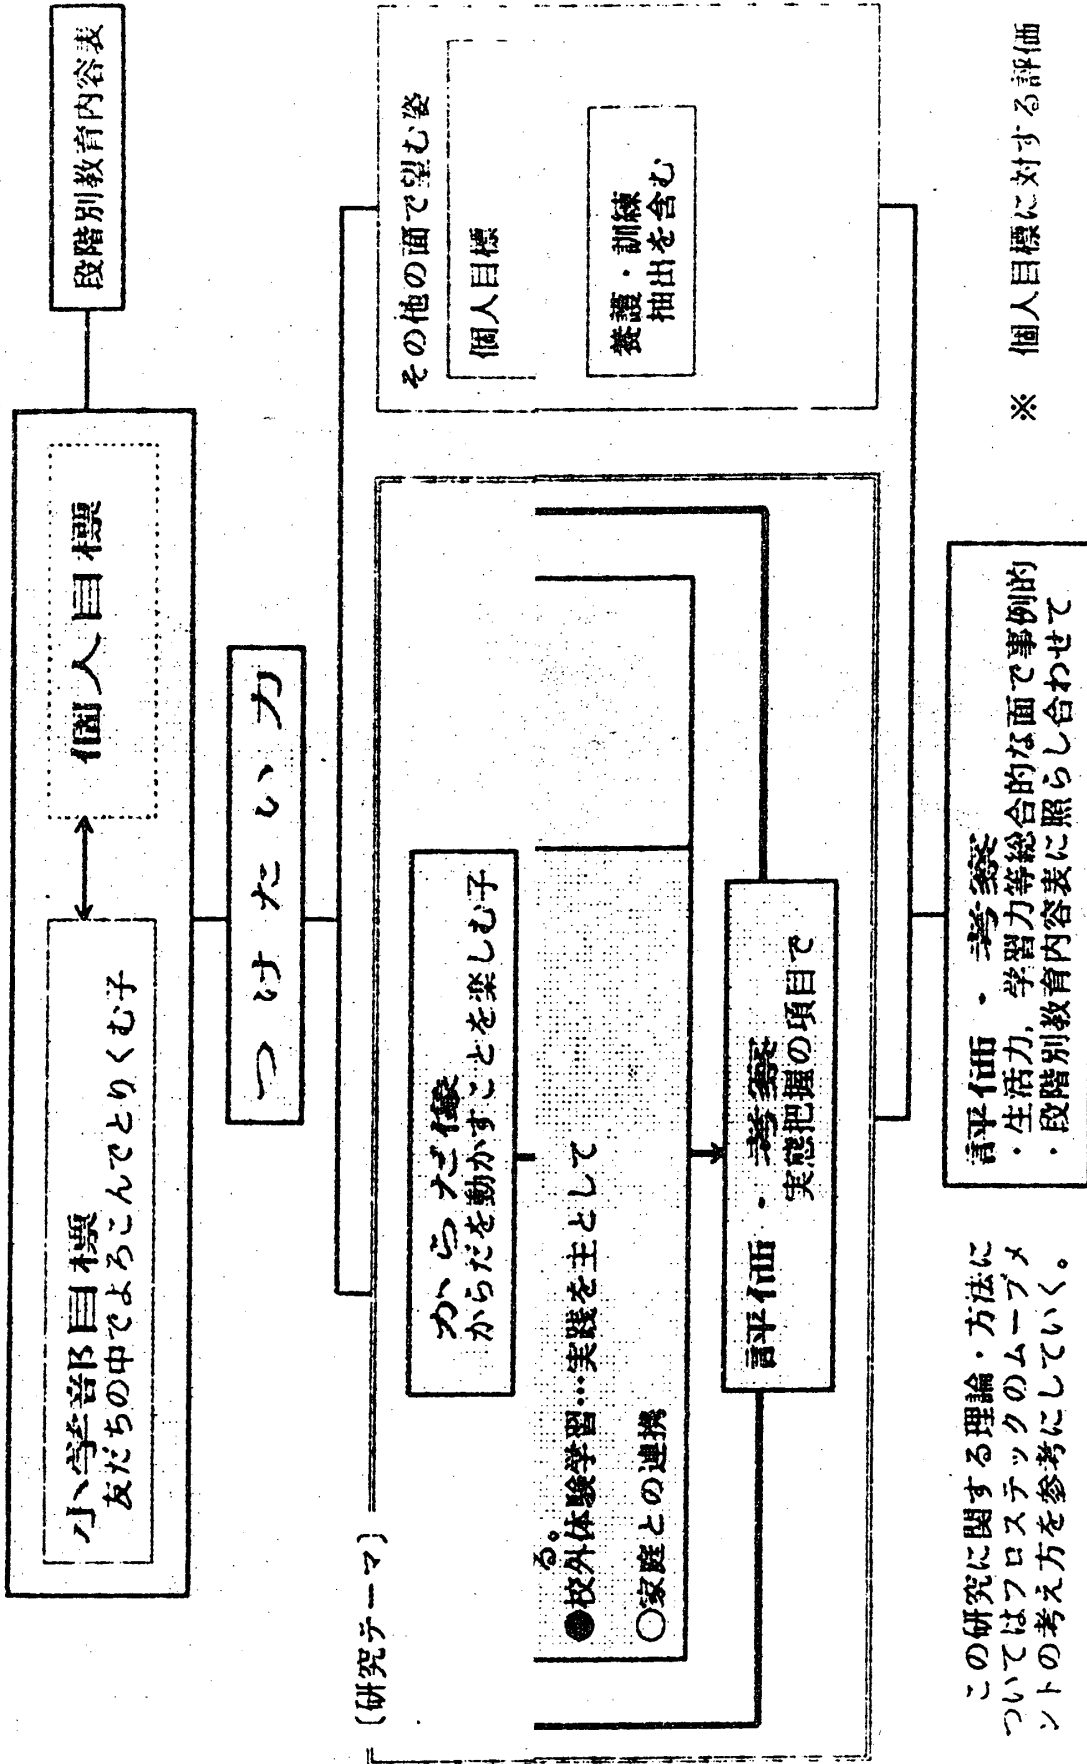 小学部目標
友だちの中でよろこんでとりくむ子
個人目標
段階別教育内容表
つけたい力
〔研究テーマ〕
からだ像
からだを動かすことを楽しむ子
る。
●校外体験学習…実践を主として
○家庭との連携
評価・考察
実態把握の項目で
その他の面で望む姿
個人目標
養護・訓練
抽出を含む
評価・考察
・生活力，学習力等総合的な面で事例的
・段階別教育内容表に照らし合わせて
※ 個人目標に対する評価
この研究に関する理論・方法に
ついてはフロスティックのムーブメ
ントの考え方を参考にしていく。